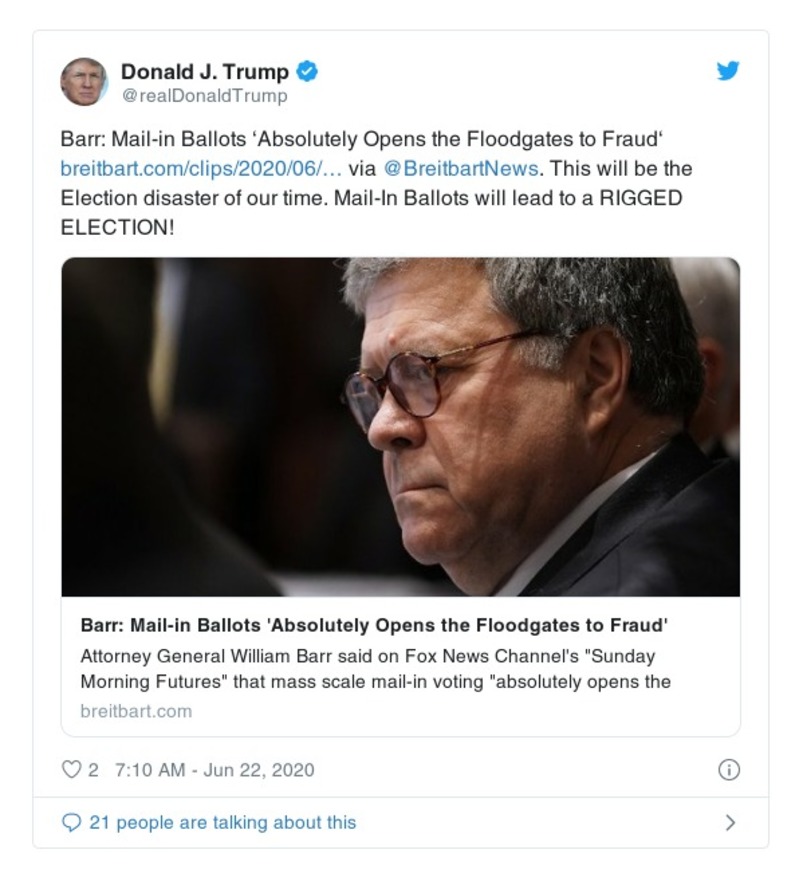 Donald J. Trump
@realDonaldTrump
Barr: Mail-in Ballots ‘Absolutely Opens the Floodgates to Fraud‘
breitbart.com/clips/2020/06/… via @BreitbartNews. This will be the
Election disaster of our time. Mail-In Ballots will lead to a RIGGED
ELECTION!
Barr: Mail-in Ballots 'Absolutely Opens the Floodgates to Fraud'
Attorney General William Barr said on Fox News Channel's "Sunday
Morning Futures" that mass scale mail-in voting "absolutely opens the
breitbart.com
2 7:10 AM - Jun 22, 2020
21 people are talking about this